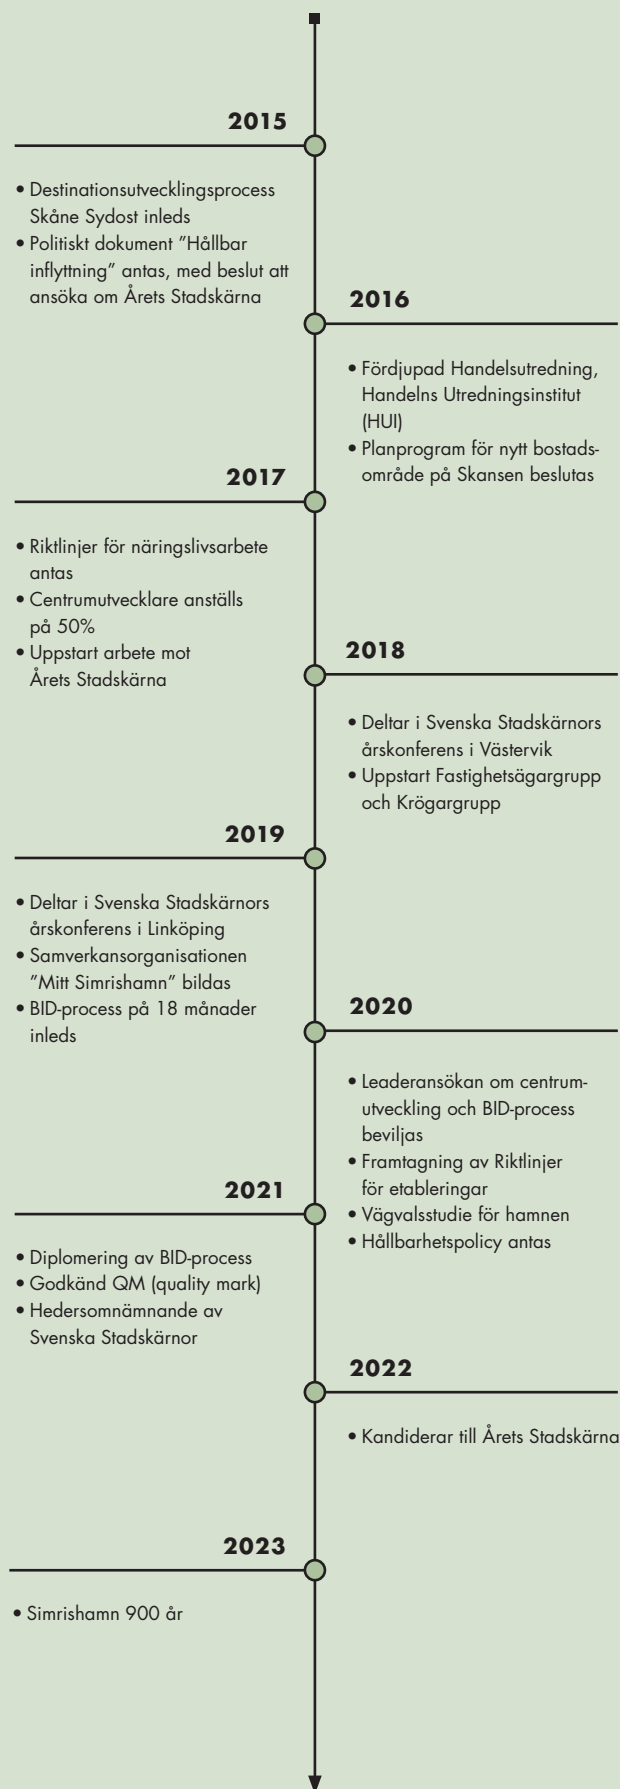 2015
• Destinationsutvecklingsprocess
Skåne Sydost inleds
• Politiskt dokument ”Hållbar
inflyttning” antas, med beslut att
ansöka om Årets Stadskärna
2016
• Fördjupad Handelsutredning,
Handelns Utredningsinstitut
(HUI)
• Planprogram för nytt bostads-
område på Skansen beslutas
2017
• Riktlinjer för näringslivsarbete
antas
• Centrumutvecklare anställs
på 50%
• Uppstart arbete mot
Årets Stadskärna
2018
• Deltar i Svenska Stadskärnors
årskonferens i Västervik
• Uppstart Fastighetsägargrupp
och Krögargrupp
2019
• Deltar i Svenska Stadskärnors
årskonferens i Linköping
• Samverkansorganisationen
”Mitt Simrishamn” bildas
• BID-process på 18 månader
inleds
2020
• Leaderansökan om centrum-
utveckling och BID-process
beviljas
• Framtagning av Riktlinjer
för etableringar
• Vägvalsstudie för hamnen
• Hållbarhetspolicy antas
2021
• Diplomering av BID-process
• Godkänd QM (quality mark)
• Hedersomnämnande av
Svenska Stadskärnor
2022
• Kandiderar till Årets Stadskärna
2023
• Simrishamn 900 år